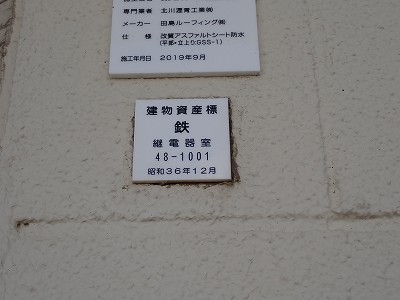 専門業者　北川瀝青工業㈱
メーカー　田島ルーフィング㈱
仕　様　改質アスファルトシート防水
(平部・立上り:GSS-1)
施工年月日　2019年9月
建物資産標
鉄
継電器室
48-1001
昭和36年12月